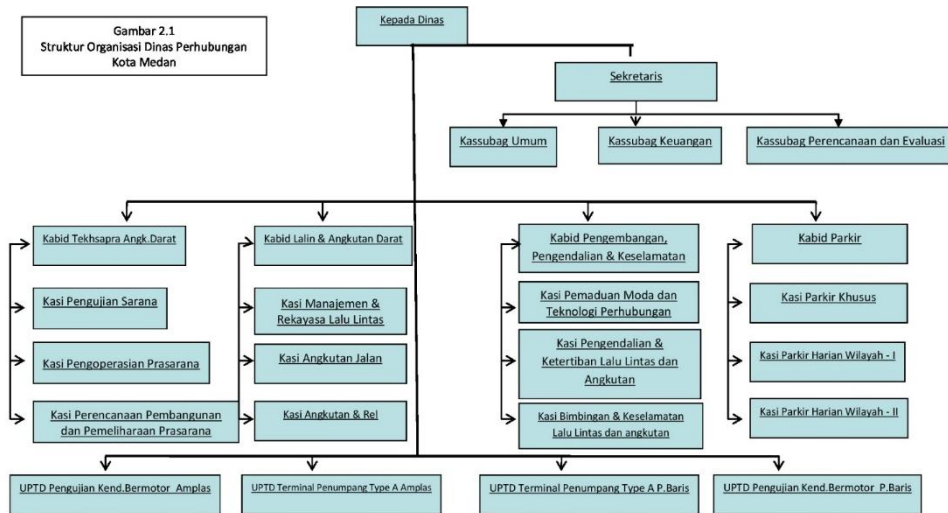 Gambar 2.1
Struktur Organisasi Dinas Perhubungan
Kota Medan
Kepada Dinas
Sekretaris
Kassubag Umum
Kassubag Keuangan
Kassubag Perencanaan dan Evaluasi
Kabid Tekhsapra Angk.Darat
Kabid Lalin & Angkutan Darat
Kabid Pengembangan,
Pengendalian & Keselamatan
Kabid Parkir
Kasi Pengujian Sarana
Kasi Manajemen &
Rekayasa Lalu Lintas
Kasi Pemaduan Moda dan
Teknologi Perhubungan
Kasi Parkir Khusus
Kasi Pengoperasian Prasarana
Kasi Angkutan Jalan
Kasi Pengendalian &
Ketertiban Lalu Lintas dan
Angkutan
Kasi Parkir Harian Wilayah - I
Kasi Perencanaan Pembangunan
dan Pemeliharaan Prasarana
Kasi Angkutan & Rel
Kasi Bimbingan & Keselamatan
Lalu Lintas dan angkutan
Kasi Parkir Harian Wilayah - II
UPTD Pengujian Kend.Bermotor Amplas
UPTD Terminal Penumpang Type A Amplas
UPTD Terminal Penumpang Type A P.Baris
UPTD Pengujian Kend.Bermotor P.Baris